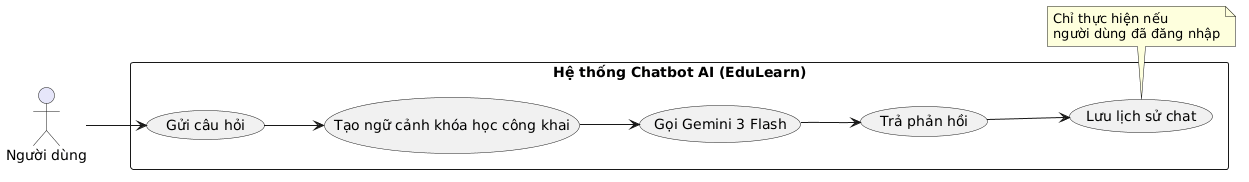 Chỉ thực hiện nếu
người dùng đã đăng nhập
Hệ thống Chatbot AI (EduLearn)
Người dùng
Gửi câu hỏi
Tạo ngữ cảnh khóa học công khai
Gọi Gemini 3 Flash
Trả phản hồi
Lưu lịch sử chat